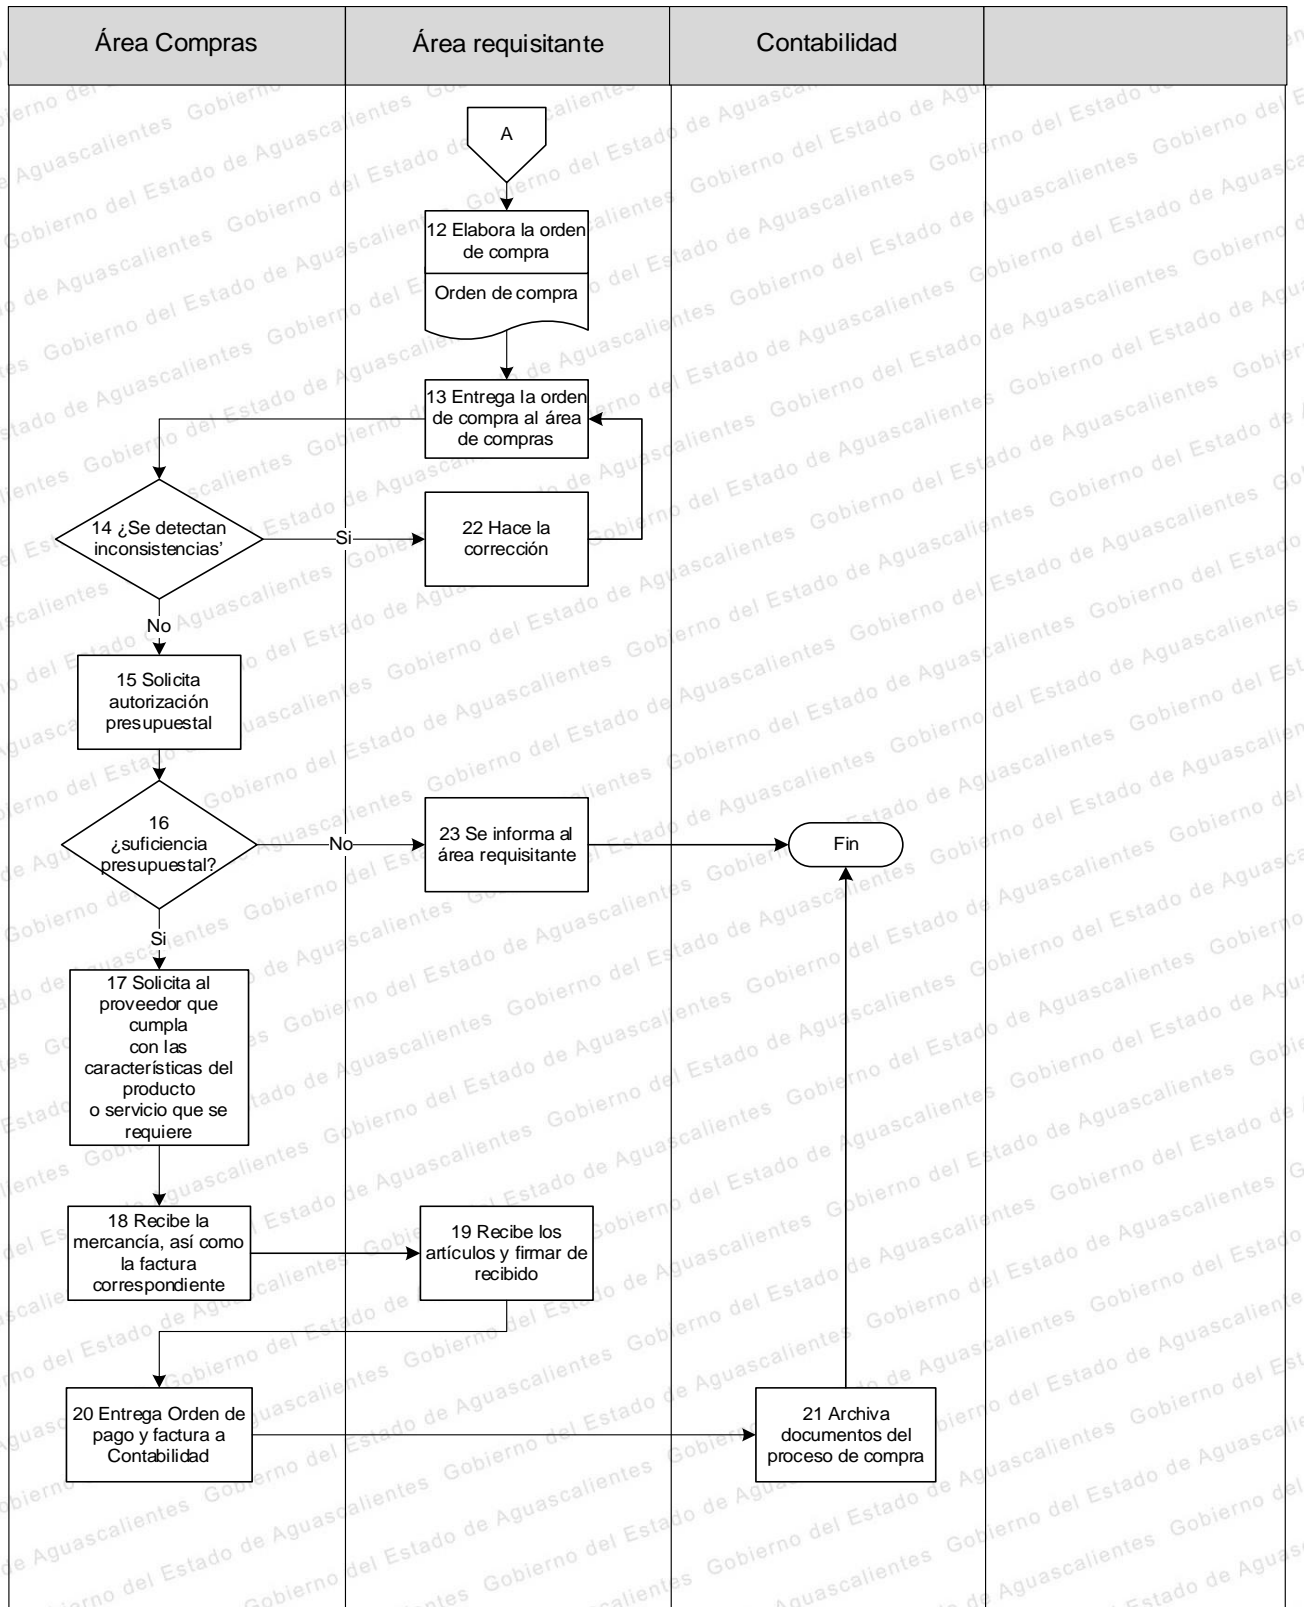 Área Compras
Área requisitante
Contabilidad
A
12 Elabora la orden
de compra
Orden de compra
13 Entrega la orden
de compra al área
de compras
14 ¿Se detectan
inconsistencias’
Si
22 Hace la
corrección
No
15 Solicita
autorización
presupuestal
16
¿suficiencia
presupuestal?
No
23 Se informa al
área requisitante
Fin
Si
17 Solicita al
proveedor que
cumpla
con las
características del
producto
o servicio que se
requiere
18 Recibe la
mercancía, así como
la factura
correspondiente
19 Recibe los
artículos y firmar de
recibido
20 Entrega Orden de
pago y factura a
Contabilidad
21 Archiva
documentos del
proceso de compra
Gobierno del Estado de Aguascalientes